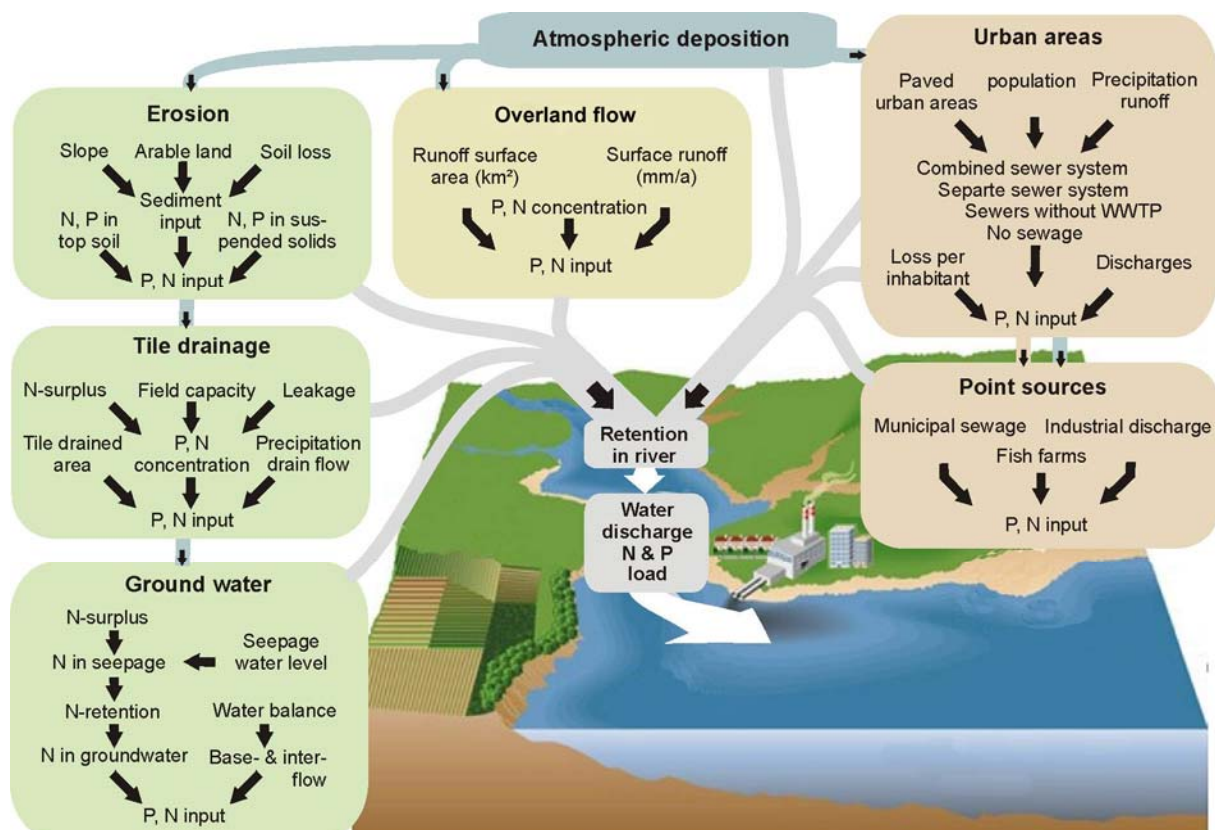 Atmospheric deposition
Erosion
Slope
Arable land
Soil loss
Sediment
input
N, P in
top soil
N, P in sus-
pended solids
P, N input
Tile drainage
N-surplus
Field capacity
Leakage
Tile drained
area
P, N
concentration
Precipitation
drain flow
P, N input
Ground water
N-surplus
N in seepage
Seepage
water level
N-retention
Water balance
N in groundwater
Base- & inter-
flow
P, N input
Overland flow
Runoff surface
area (km²)
Surface runoff
(mm/a)
P, N concentration
P, N input
Urban areas
Paved
urban areas
population
Precipitation
runoff
Combined sewer system
Separte sewer system
Sewers without WWTP
No sewage
Loss per
inhabitant
Discharges
P, N input
Point sources
Municipal sewage
Industrial discharge
Fish farms
P, N input
Retention
in river
Water
discharge
N & P
load